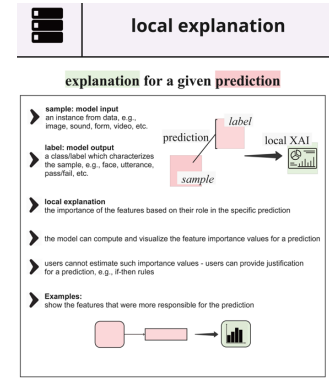 local explanation
explanation for a given prediction
sample: model input
an instance from data, e.g.,
image, sound, form, video, etc.
label: model output
a class/label which characterizes
the sample, e.g., face, utterance,
pass/fail, etc.
label
prediction
sample
local XAI
local explanation
the importance of the features based on their role in the specific prediction
the model can compute and visualize the feature importance values for a prediction
users cannot estimate such importance values - users can provide justification
for a prediction, e.g., if-then rules
Examples:
show the features that were more responsible for the prediction